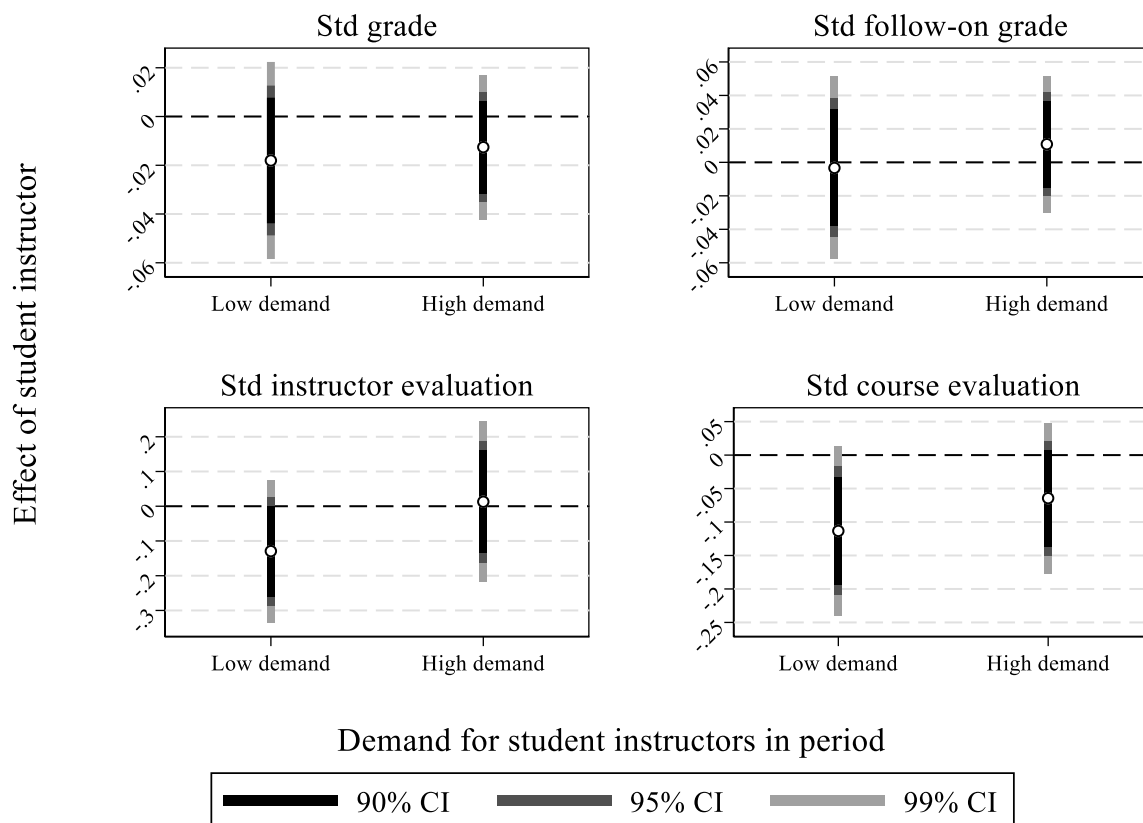 Effect of student instructor
Std grade
.02
0
-.02
-.04
-.06
Low demand
High demand
Std follow-on grade
.06
.04
.02
0
-.02
-.04
-.06
Low demand
High demand
Std instructor evaluation
.2
.1
0
-.1
-.2
-.3
Low demand
High demand
Std course evaluation
.05
0
-.05
-.1
-.15
-.2
-.25
Low demand
High demand
Demand for student instructors in period
90% CI 95% CI 99% CI